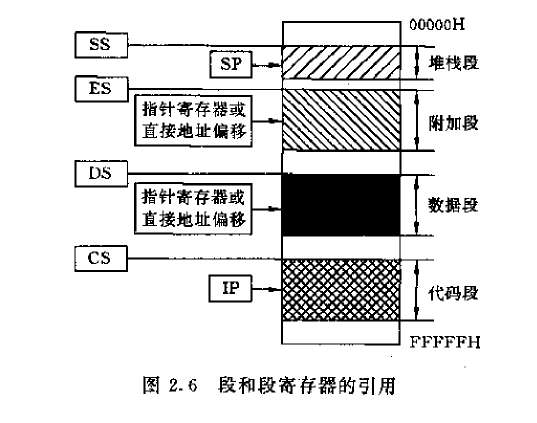 00000H
SS
SP
堆栈段
ES
指针寄存器或
直接地址偏移
附加段
DS
指针寄存器或
直接地址偏移
数据段
CS
IP
代码段
FFFFFH
图 2.6 段和段寄存器的引用